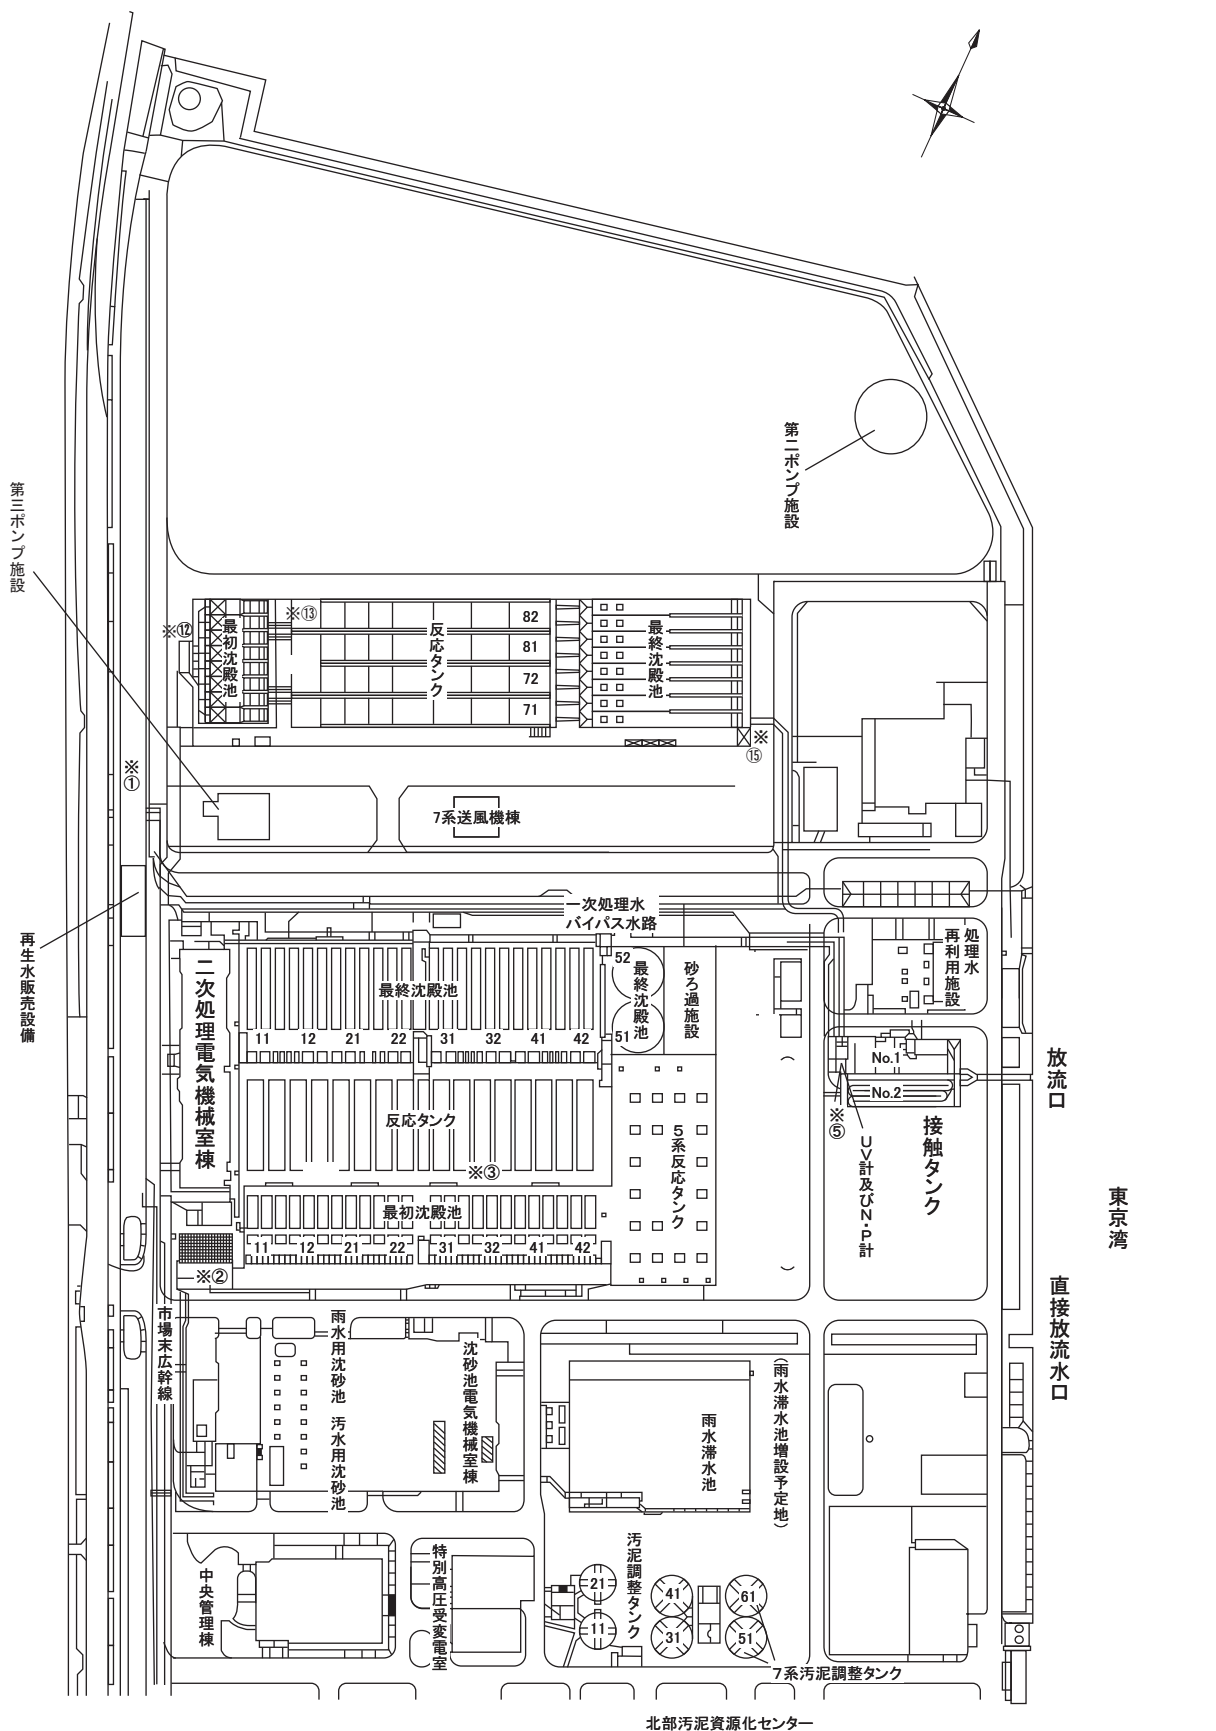 第二ポンプ施設
第三ポンプ施設
※⑫
最初沈殿池
※⑬
反応タンク
82
81
72
71
最終沈殿池
※
⑮
※
①
7系送風機棟
一次処理水
バイパス水路
再生水販売設備
二次処理電気機械室棟
最終沈殿池
11
12
21
22
31
32
41
42
52
51
最終沈殿池
砂ろ過施設
処理水
再利用施設
No.1
No.2
※
⑤
UV計及びN・P計
接触タンク
放流口
東京湾
直接放流水口
反応タンク
※③
5系反応タンク
最初沈殿池
11
12
21
22
31
32
41
42
※②
市場末広幹線
雨水用沈砂池
汚水用沈砂池
沈砂池電気機械室棟
雨水滞水池
(雨水滞水池増設予定地)
中央管理棟
特別高圧受変電室
汚泥調整タンク
21
11
41
31
61
51
7系汚泥調整タンク
北部汚泥資源化センター